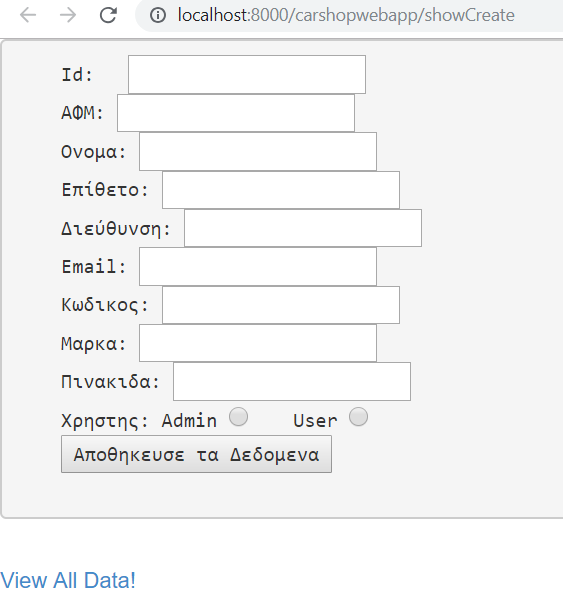 localhost:8000/carshopwebapp/showCreate
Id:
ΑΦΜ:
Ονομα:
Επίθετο:
Διεύθυνση:
Email:
Κωδικος:
Μαρκα:
Πινακιδα:
Χρηστης: Admin User
Αποθηκευσε τα Δεδομενα
View All Data!